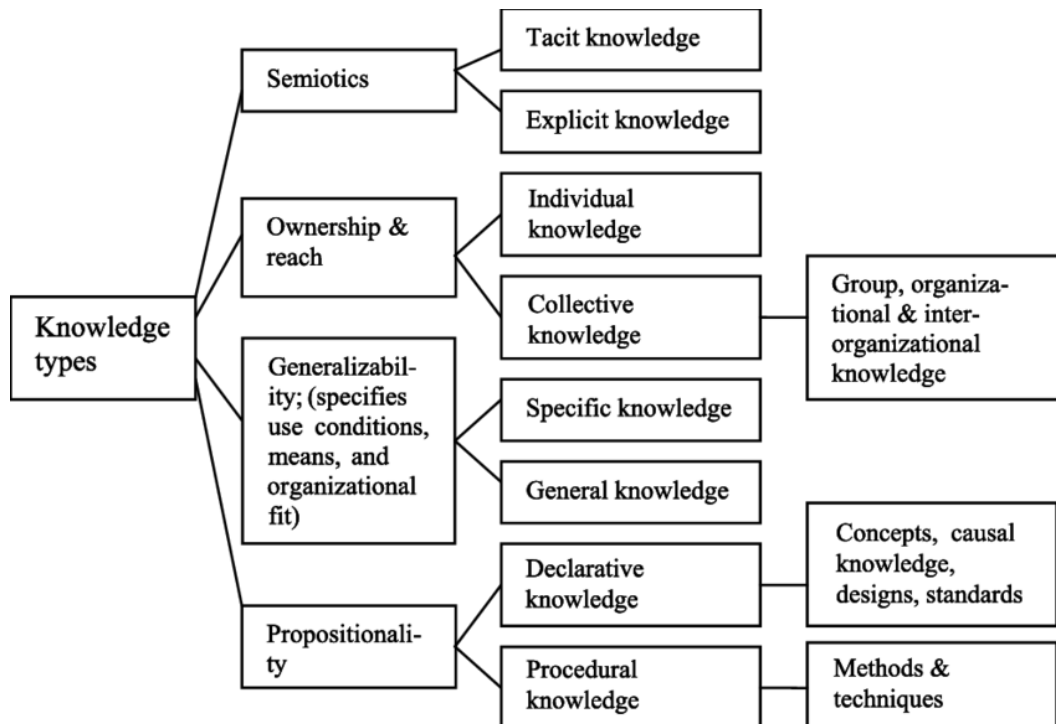 Knowledge
types
Semiotics
Tacit knowledge
Explicit knowledge
Ownership &
reach
Individual
knowledge
Collective
knowledge
Group, organiza-
tional & inter-
organizational
knowledge
Generalizabil-
ity; (specifies
use conditions,
means, and
organizational
fit)
Specific knowledge
General knowledge
Propositionali-
ty
Declarative
knowledge
Concepts, causal
knowledge,
designs, standards
Procedural
knowledge
Methods &
techniques